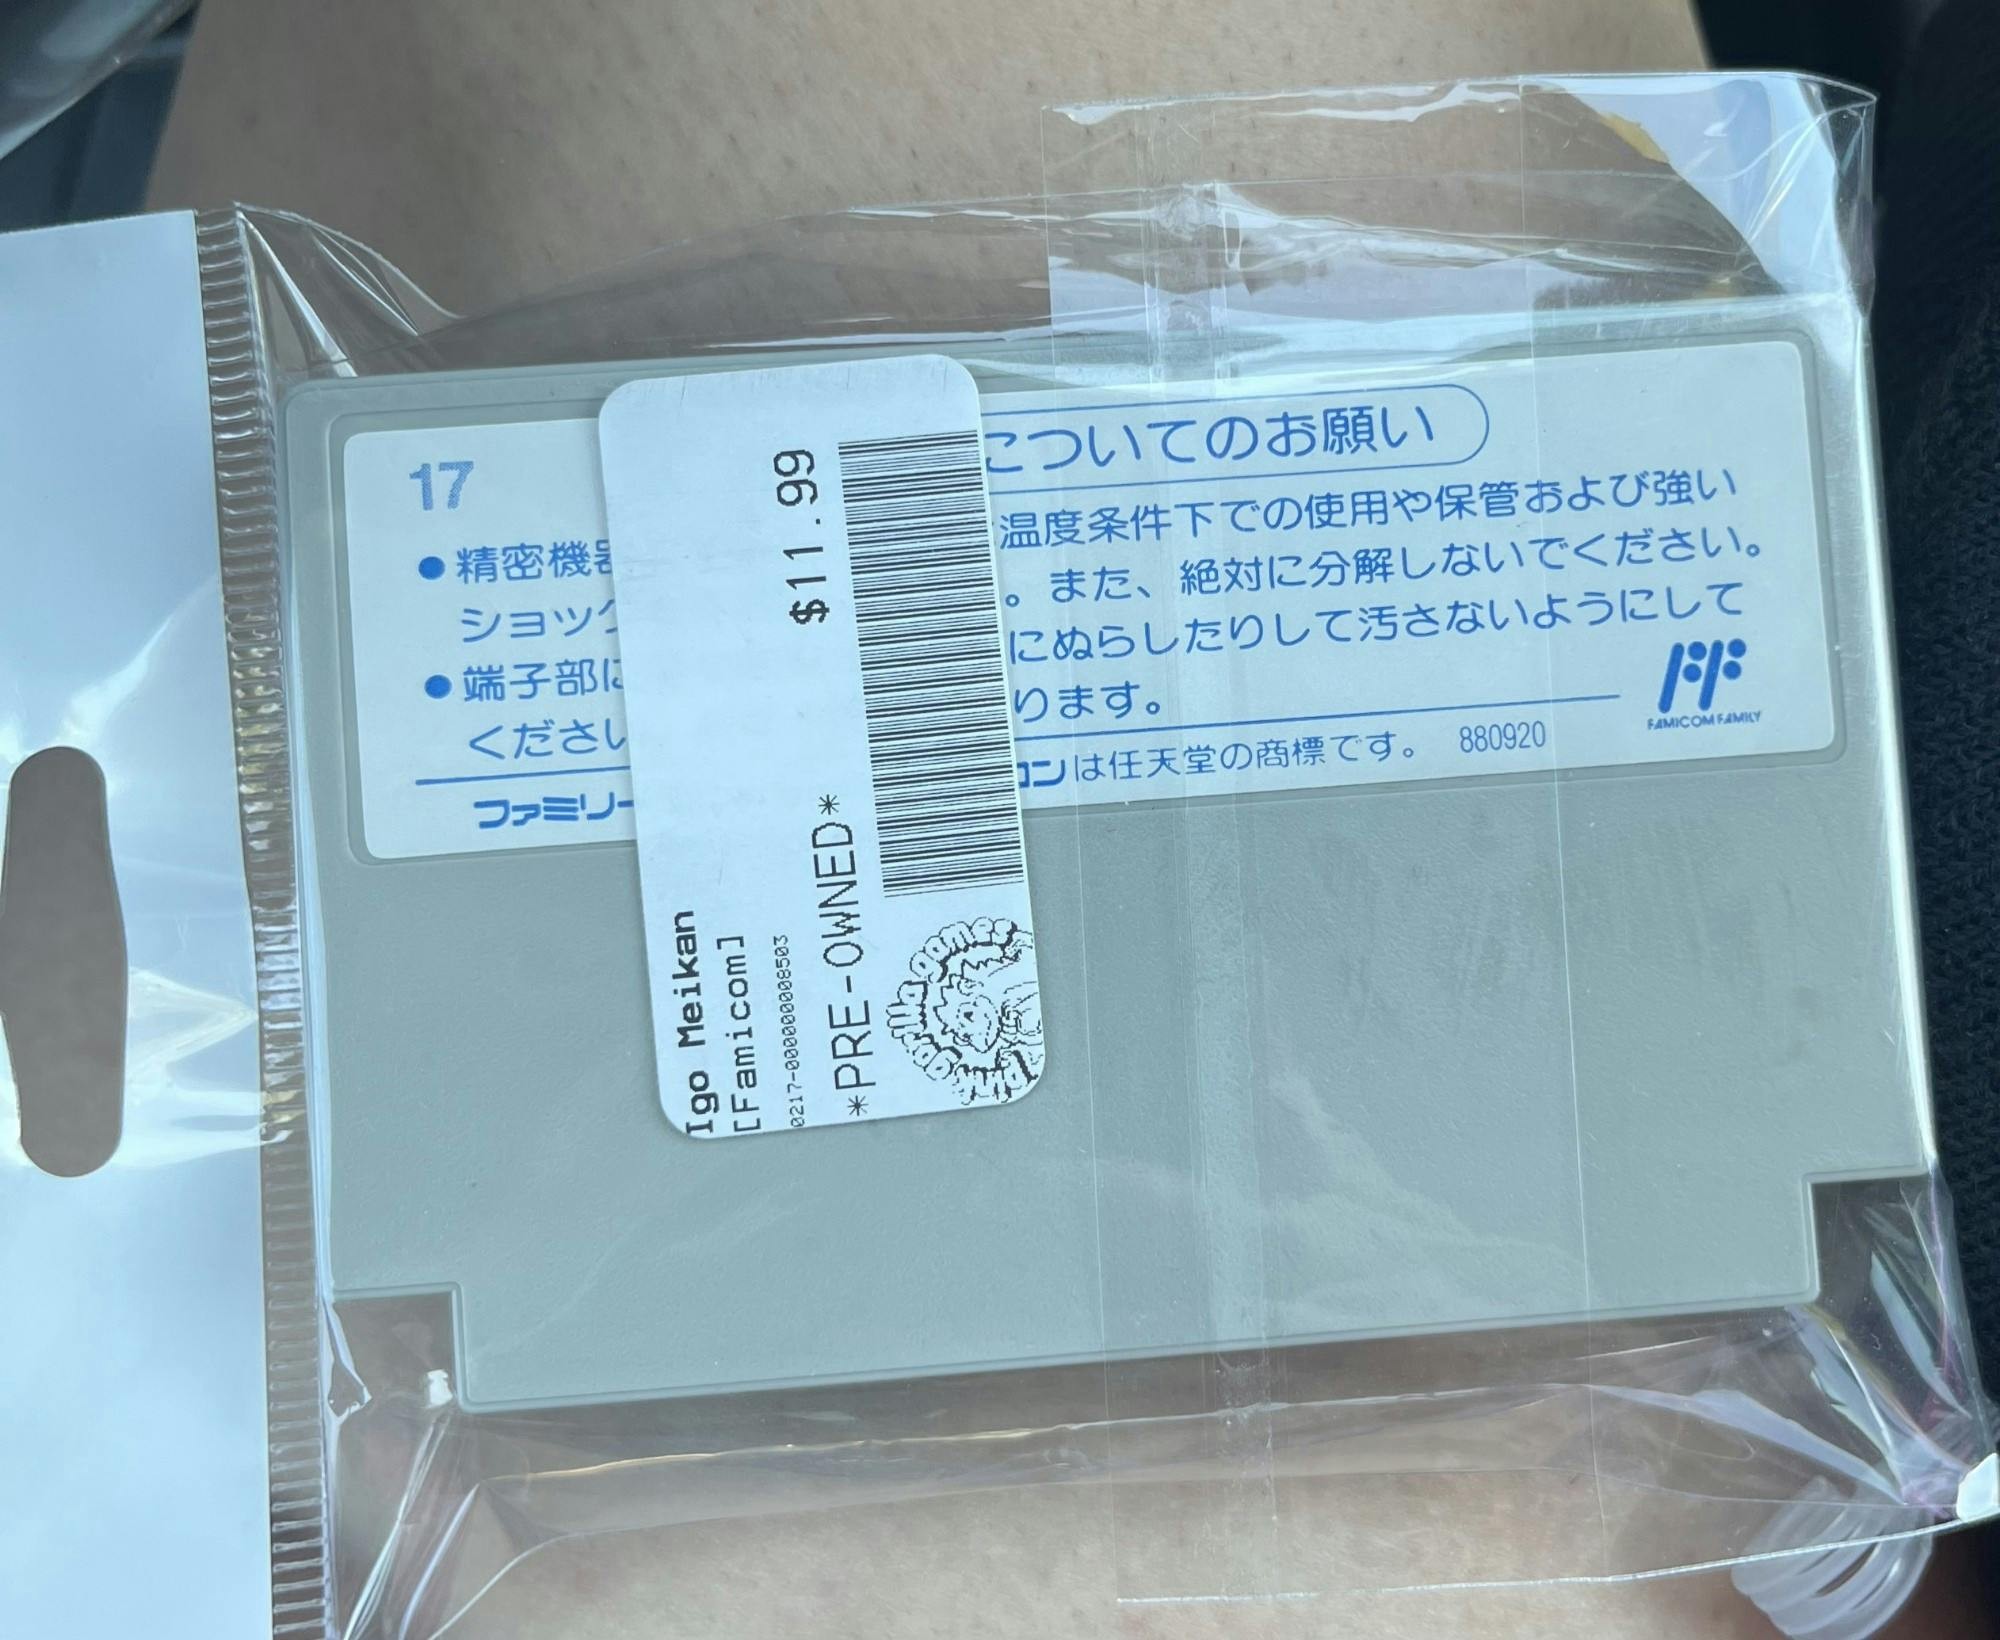 17
についてのお願い
●精密機器
温度条件下での使用や保管および強い
ショック
。また、絶対に分解しないでください。
●端子部に
にぬらしたりして汚さないようにして
ください
ります。
ファミリー
コンは任天堂の商標です。 880920
FAMICOM FAMILY
Igo Meikan
[Famicom]
0217-0000000008503
$11.99
*PRE-OWNED*
gorilla games